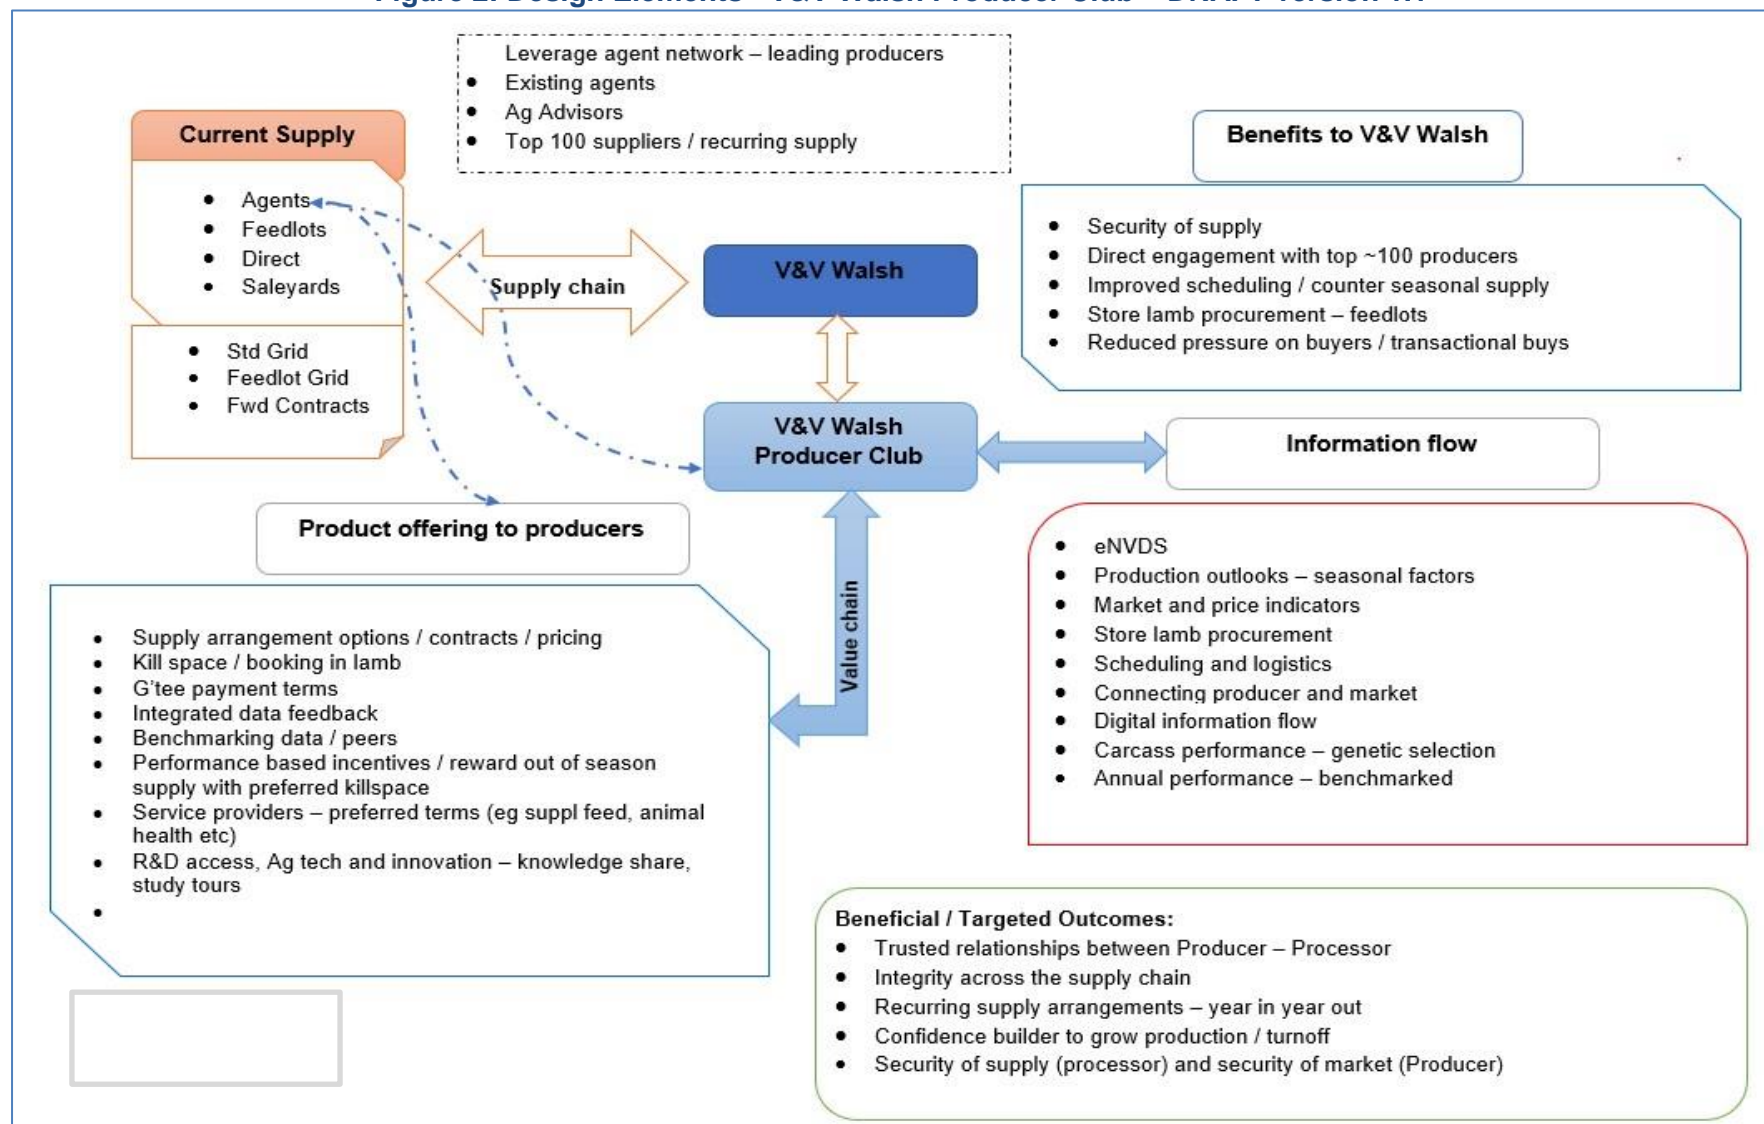 Leverage agent network – leading producers
• Existing agents
• Ag Advisors
• Top 100 suppliers / recurring supply
Current Supply
• Agents
• Feedlots
• Direct
• Saleyards
• Std Grid
• Feedlot Grid
• Fwd Contracts
Supply chain
V&V Walsh
V&V Walsh
Producer Club
Benefits to V&V Walsh
• Security of supply
• Direct engagement with top ~100 producers
• Improved scheduling / counter seasonal supply
• Store lamb procurement – feedlots
• Reduced pressure on buyers / transactional buys
Information flow
• eNVDS
• Production outlooks – seasonal factors
• Market and price indicators
• Store lamb procurement
• Scheduling and logistics
• Connecting producer and market
• Digital information flow
• Carcass performance – genetic selection
• Annual performance – benchmarked
Product offering to producers
Value chain
• Supply arrangement options / contracts / pricing
• Kill space / booking in lamb
• G'tee payment terms
• Integrated data feedback
• Benchmarking data / peers
• Performance based incentives / reward out of season
supply with preferred killspace
• Service providers – preferred terms (eg suppl feed, animal
health etc)
• R&D access, Ag tech and innovation – knowledge share,
study tours
•
Beneficial / Targeted Outcomes:
• Trusted relationships between Producer – Processor
• Integrity across the supply chain
• Recurring supply arrangements – year in year out
• Confidence builder to grow production / turnoff
• Security of supply (processor) and security of market (Producer)